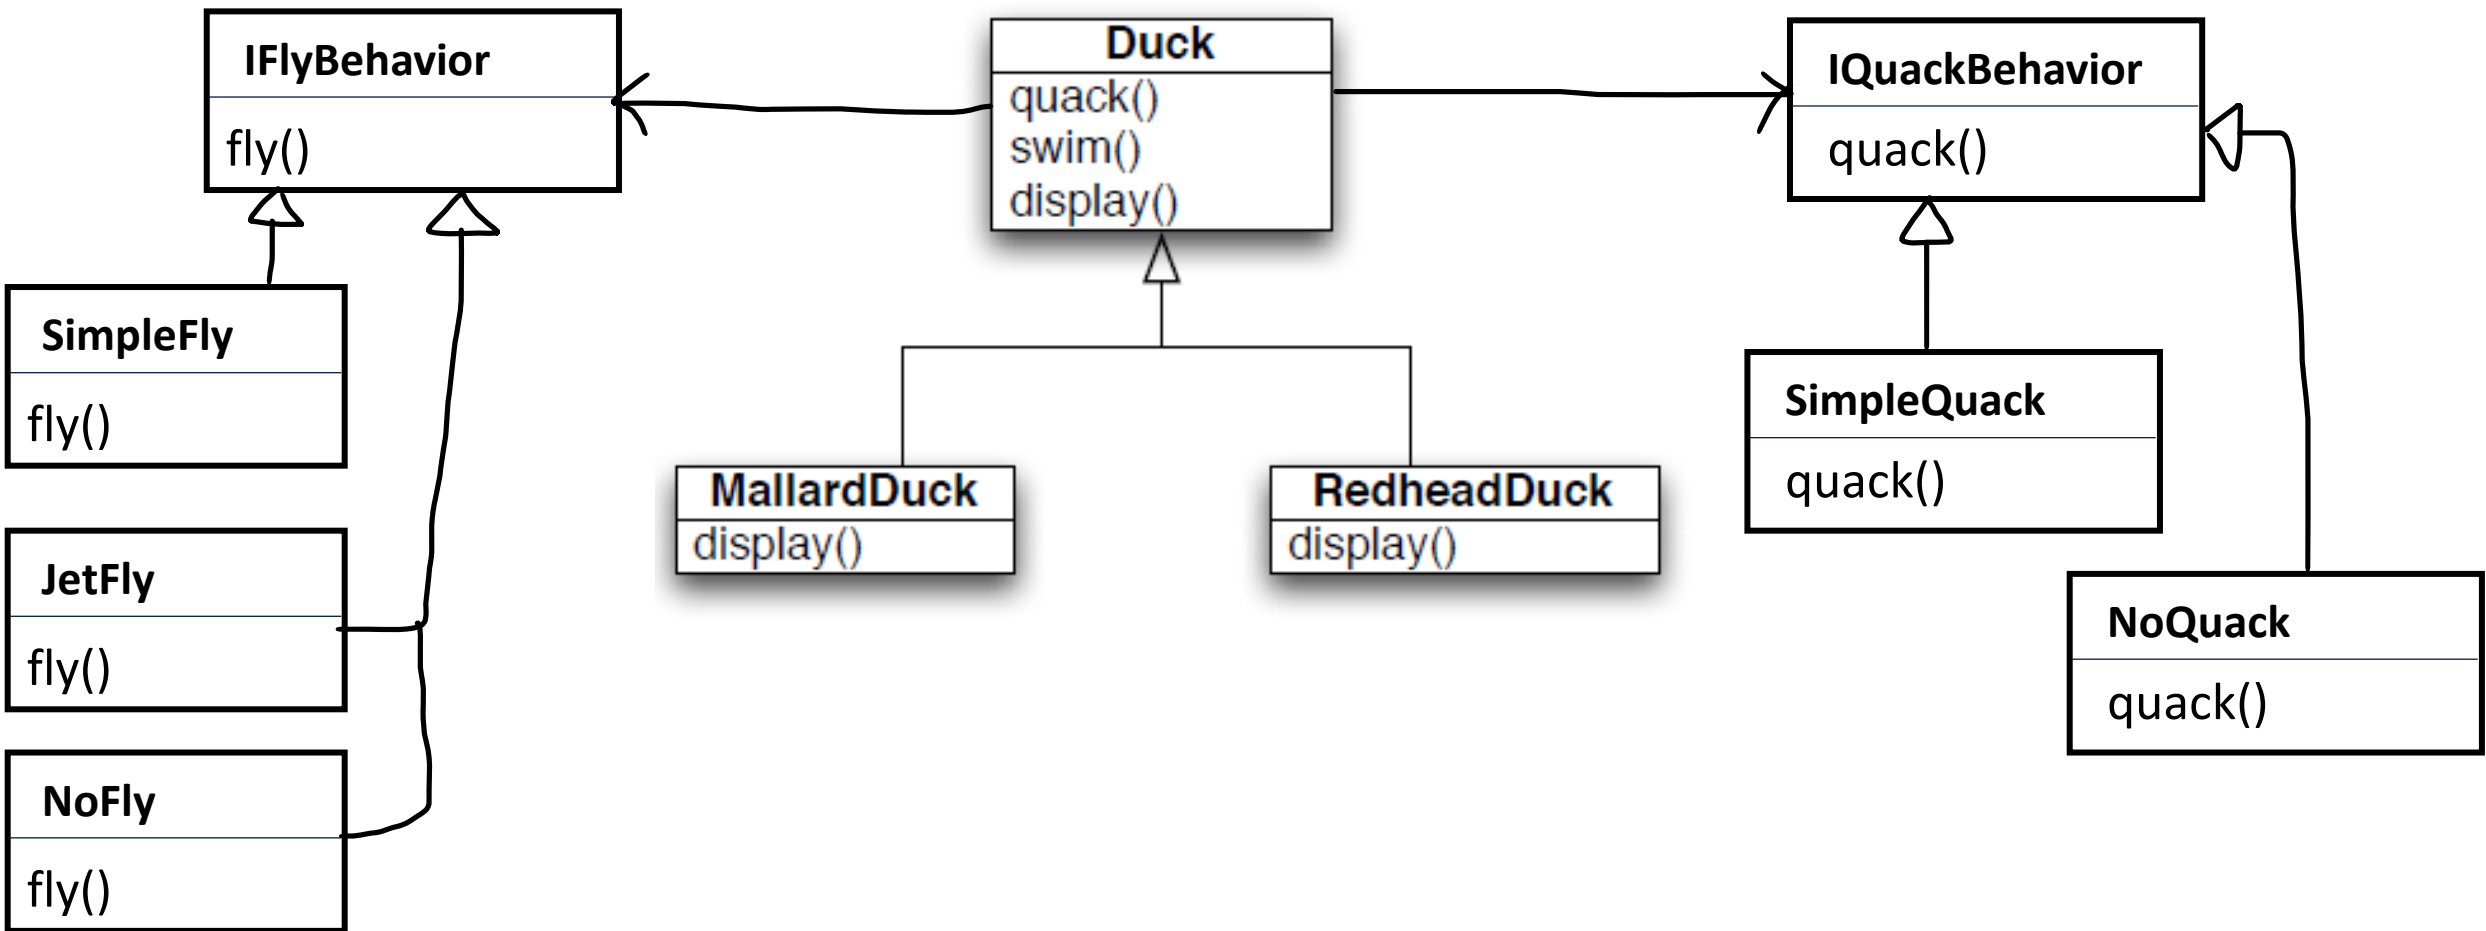 IFlyBehavior
fly()
Duck
quack()
swim()
display()
IQuackBehavior
quack()
SimpleFly
fly()
JetFly
fly()
NoFly
fly()
MallardDuck
display()
RedheadDuck
display()
SimpleQuack
quack()
NoQuack
quack()